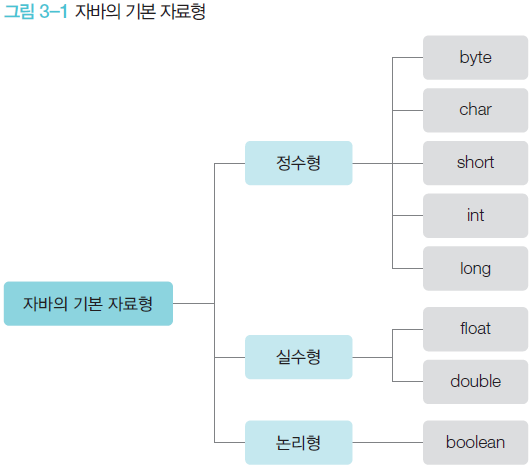 그림 3-1 자바의 기본 자료형
자바의 기본 자료형
정수형
byte
char
short
int
long
실수형
float
double
논리형
boolean